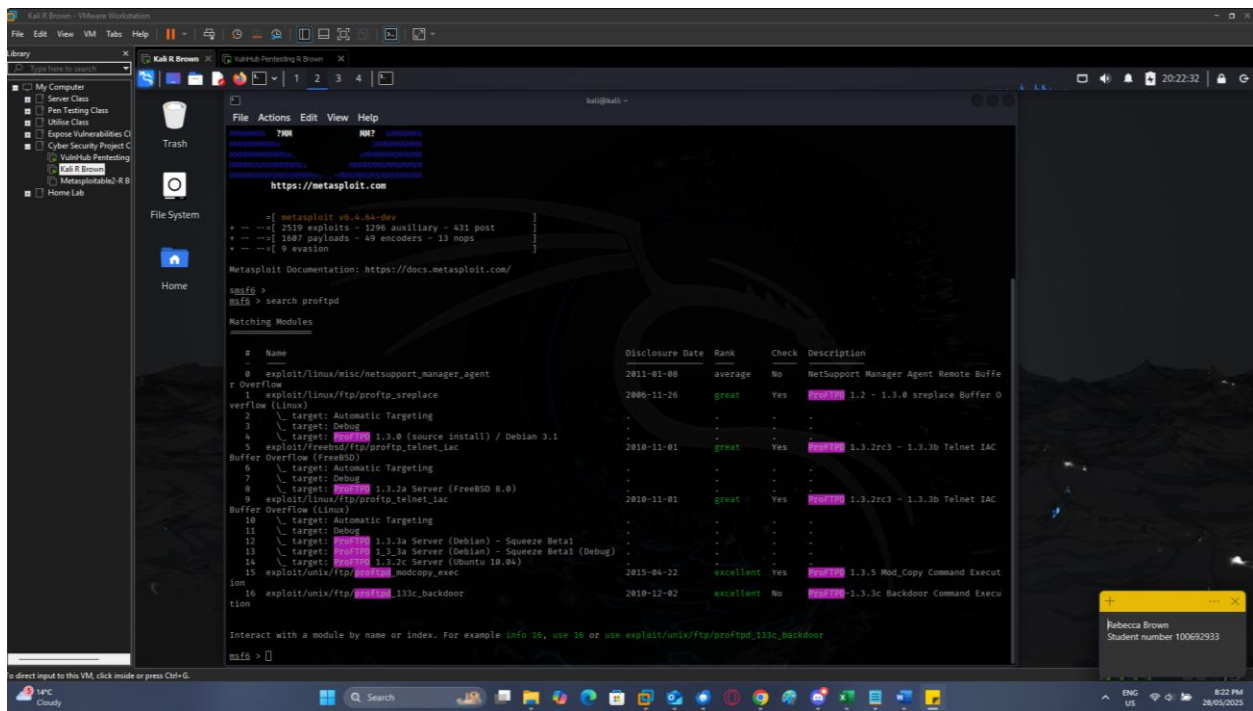 Kali R Brown - VMware Workstation
File Edit View VM Tabs Help
Library
Type here to search
My Computer
Server Class
Pen Testing Class
Utilise Class
Expose Vulnerabilities Cl
Cyber Security Project C
VulnHub Pentesting
Kali R Brown
Metasploitable2-R B
Home Lab
Kali R Brown
VulnHub Pentesting R Brown
1 2 3 4
20:22:32
Trash
File System
Home
kali@kali: ~
File Actions Edit View Help
?MM MM?
https://metasploit.com
=[ metasploit v6.4.64-dev ]
+ -- --=[ 2519 exploits - 1296 auxiliary - 431 post ]
+ -- --=[ 1607 payloads - 49 encoders - 13 nops ]
+ -- --=[ 9 evasion ]
Metasploit Documentation: https://docs.metasploit.com/
smsf6 >
msf6 > search proftpd
Matching Modules
# Name Disclosure Date Rank Check Description
0 exploit/linux/misc/netsupport_manager_agent 2011-01-08 average No NetSupport Manager Agent Remote Buffe
r Overflow
1 exploit/linux/ftp/proftp_sreplace 2006-11-26 great Yes ProFTPD 1.2 - 1.3.0 sreplace Buffer O
verflow (Linux)
2 \_ target: Automatic Targeting . . . .
3 \_ target: Debug . . . .
4 \_ target: ProFTPD 1.3.0 (source install) / Debian 3.1 . . . .
5 exploit/freebsd/ftp/proftp_telnet_iac 2010-11-01 great Yes ProFTPD 1.3.2rc3 - 1.3.3b Telnet IAC
Buffer Overflow (FreeBSD)
6 \_ target: Automatic Targeting . . . .
7 \_ target: Debug . . . .
8 \_ target: ProFTPD 1.3.2a Server (FreeBSD 8.0) . . . .
9 exploit/linux/ftp/proftp_telnet_iac 2010-11-01 great Yes ProFTPD 1.3.2rc3 - 1.3.3b Telnet IAC
Buffer Overflow (Linux)
10 \_ target: Automatic Targeting . . . .
11 \_ target: Debug . . . .
12 \_ target: ProFTPD 1.3.3a Server (Debian) - Squeeze Beta1 . . . .
13 \_ target: ProFTPD 1_3_3a Server (Debian) - Squeeze Beta1 (Debug) . . . .
14 \_ target: ProFTPD 1.3.2c Server (Ubuntu 10.04) . . . .
15 exploit/unix/ftp/proftpd_modcopy_exec 2015-04-22 excellent Yes ProFTPD 1.3.5 Mod_Copy Command Execut
ion
16 exploit/unix/ftp/proftpd_133c_backdoor 2010-12-02 excellent No ProFTPD-1.3.3c Backdoor Command Execu
tion
Interact with a module by name or index. For example info 16, use 16 or use exploit/unix/ftp/proftpd_133c_backdoor
msf6 >
Rebecca Brown
Student number 100692933
To direct input to this VM, click inside or press Ctrl+G.
5
14°C
Cloudy
Search
ENG
US
8:22 PM
28/05/2025